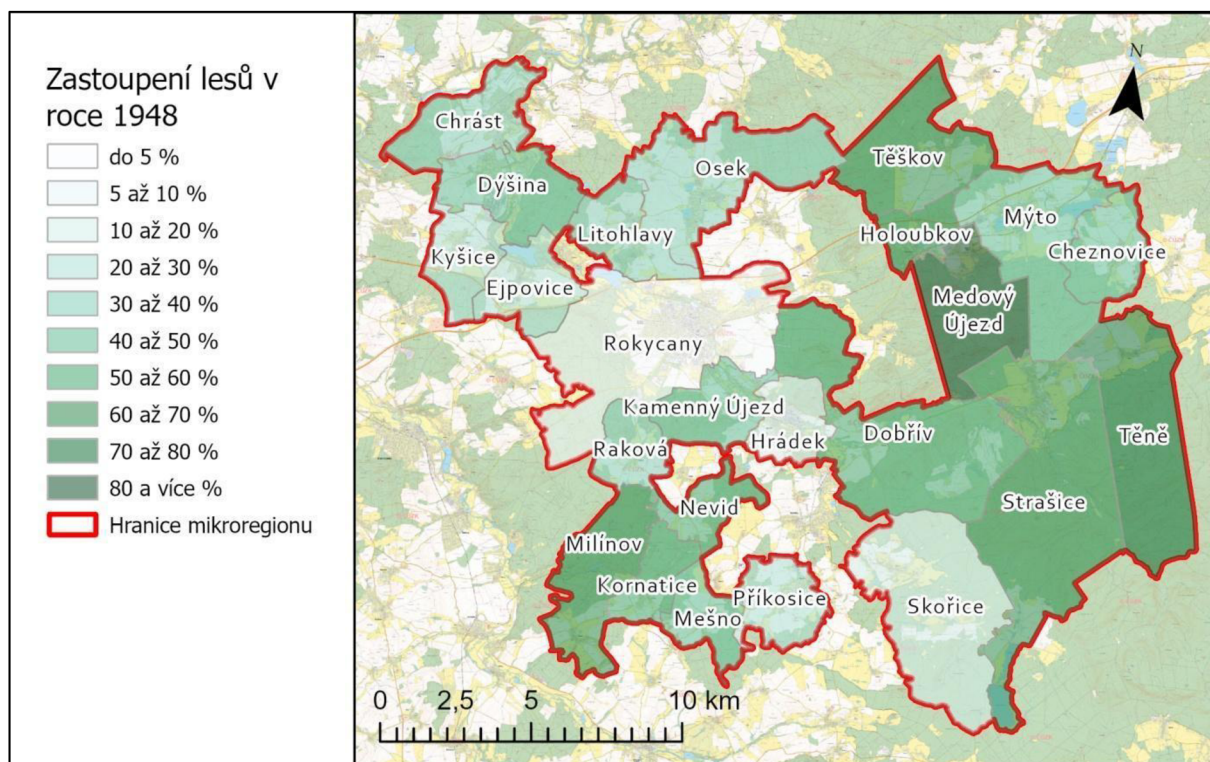 Zastoupení lesů v
roce 1948
do 5 %
5 až 10 %
10 až 20 %
20 až 30 %
30 až 40 %
40 až 50 %
50 až 60 %
60 až 70 %
70 až 80 %
80 a více %
Hranice mikroregionu
N
Chrást
Těškov
Osek
Dýšina
Mýto
Holoubkov
Litohlavy
Kyšice
Cheznovice
Ejpovice
Medový
Újezd
Rokycany
Kamenný Újezd
Hrádek
Dobřív
Těně
Raková
Strašice
Nevid
Milínov
Kornatice
Příkosice
Skořice
Mešno
0 2,5 5 10 km